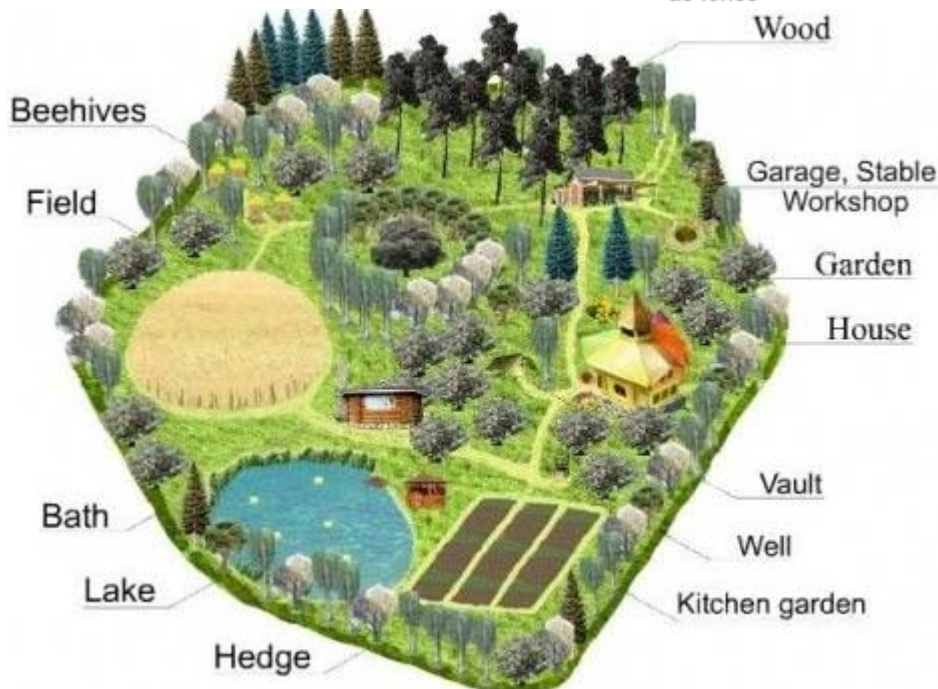 Wood
Beehives
Garage, Stable
Workshop
Field
Garden
House
Vault
Bath
Well
Lake
Kitchen garden
Hedge